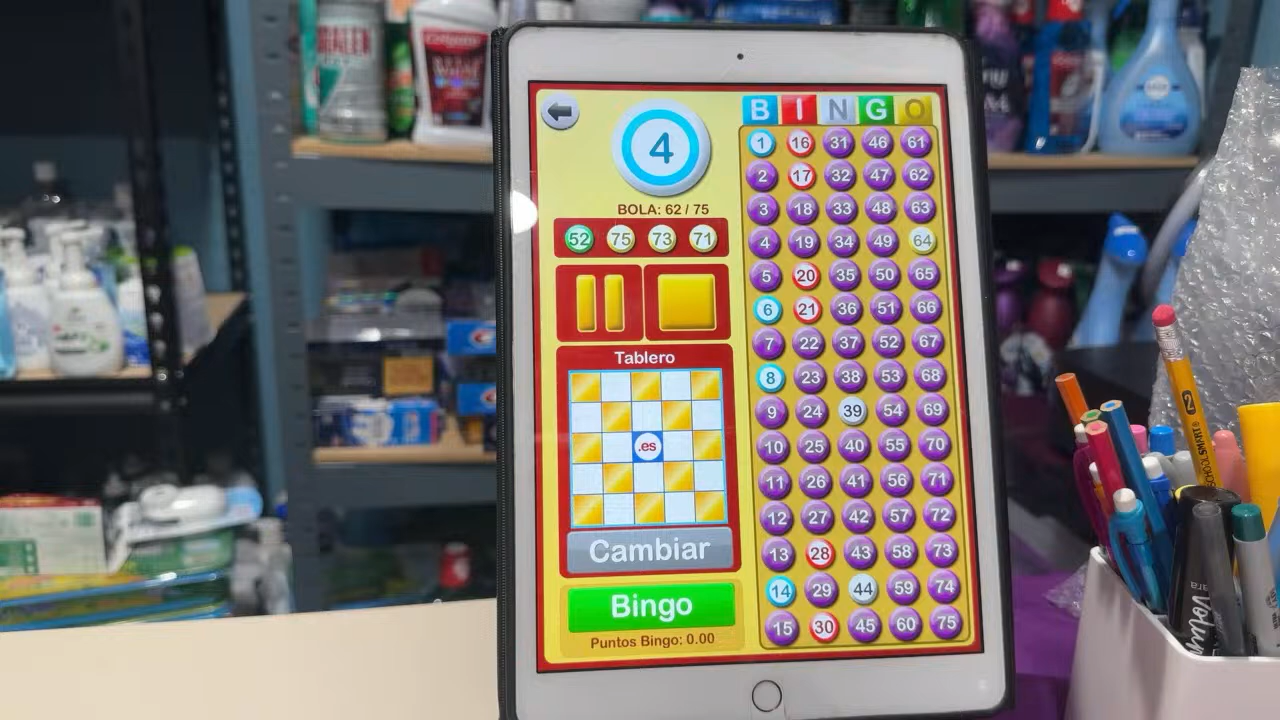 Colgate
4
BOLA: 62 / 75
52 75 73 71
Tablero
.es
Cambiar
Bingo
Puntos Bingo: 0.00
B I N G O
1 16 31 46 61
2 17 32 47 62
3 18 33 48 63
4 19 34 49 64
5 20 35 50 65
6 21 36 51 66
7 22 37 52 67
8 23 38 53 68
9 24 39 54 69
10 25 40 55 70
11 26 41 56 71
12 27 42 57 72
13 28 43 58 73
14 29 44 59 74
15 30 45 60 75
2
SCHOOLSMART